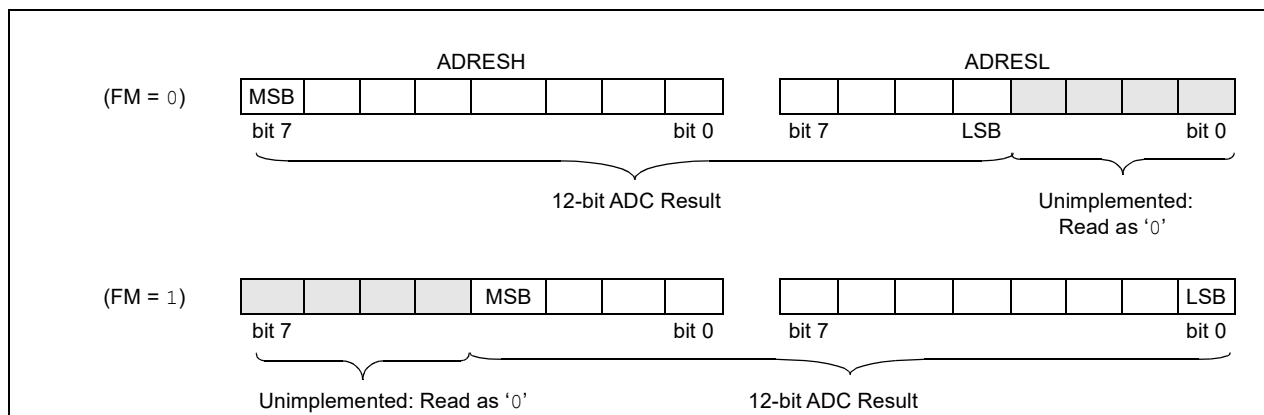 ADRESH ADRESL
(FM = 0) MSB
bit 7 bit 0 bit 7 LSB bit 0
12-bit ADC Result Unimplemented:
Read as ‘0’
(FM = 1) MSB LSB
bit 7 bit 0 bit 7 bit 0
Unimplemented: Read as ‘0’ 12-bit ADC Result